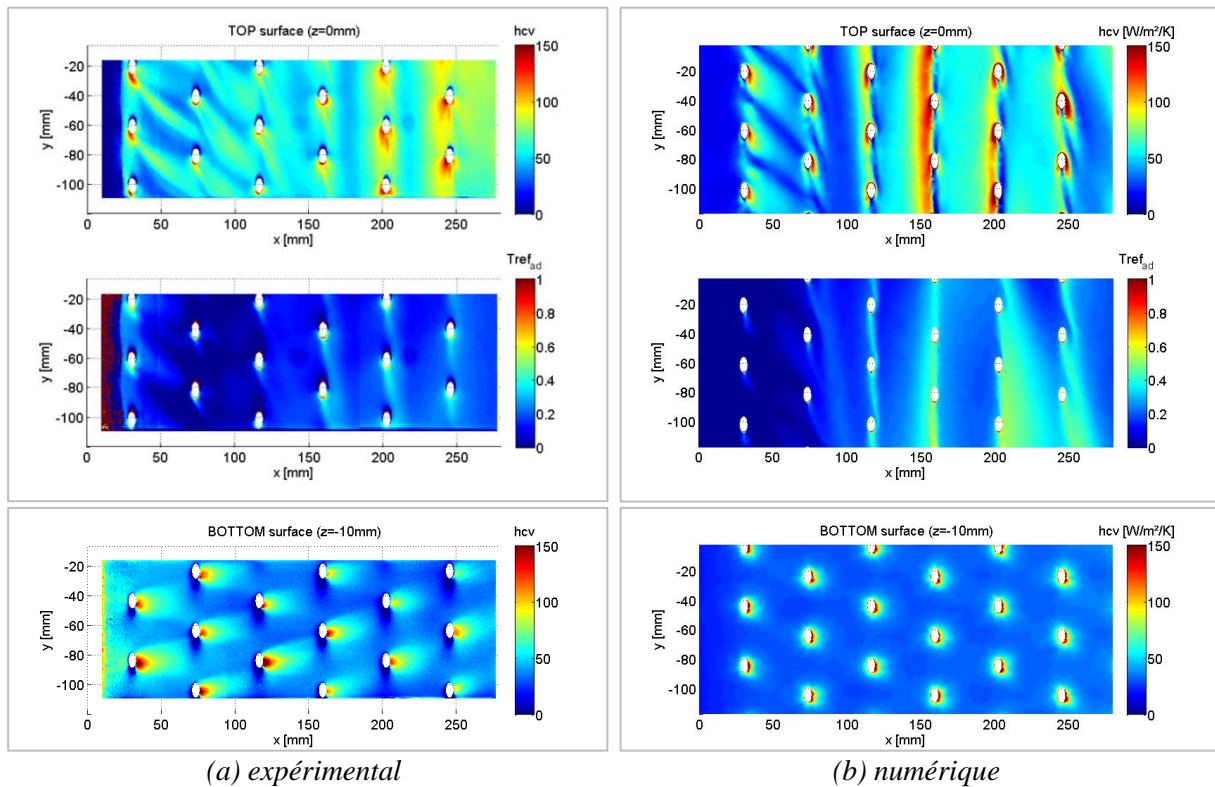 TOP surface (z=0mm)
hcv
150
100
50
0
-20
-40
-60
-80
-100
y [mm]
0 50 100 150 200 250
x [mm]
Tref_ad
1
0.8
0.6
0.4
0.2
0
-20
-40
-60
-80
-100
y [mm]
0 50 100 150 200 250
x [mm]
BOTTOM surface (z=-10mm)
hcv
150
100
50
0
-20
-40
-60
-80
-100
y [mm]
0 50 100 150 200 250
x [mm]
(a) expérimental
TOP surface (z=0mm)
hcv [W/m²/K]
150
100
50
0
-20
-40
-60
-80
-100
y [mm]
0 50 100 150 200 250
x [mm]
Tref_ad
1
0.8
0.6
0.4
0.2
0
-20
-40
-60
-80
-100
y [mm]
0 50 100 150 200 250
x [mm]
BOTTOM surface (z=-10mm)
hcv [W/m²/K]
150
100
50
0
-20
-40
-60
-80
-100
y [mm]
0 50 100 150 200 250
x [mm]
(b) numérique